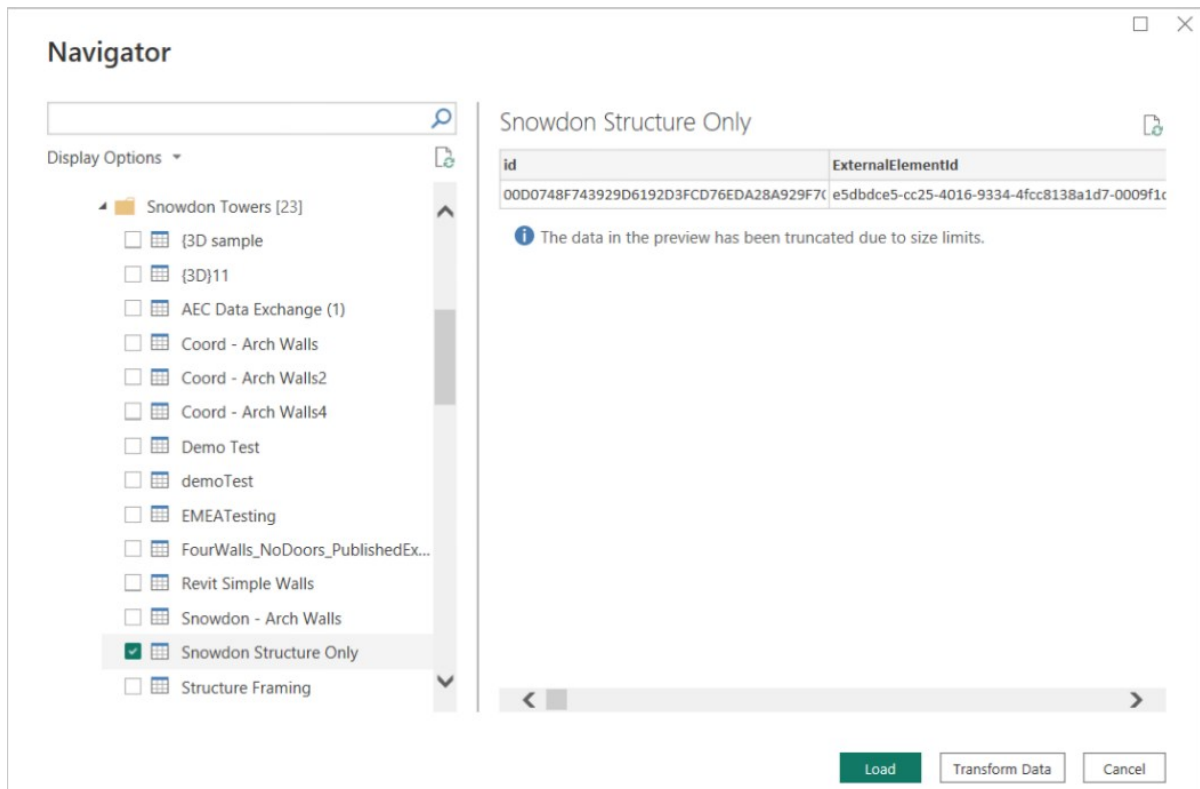 Navigator
Display Options
Snowdon Towers [23]
{3D sample
{3D}11
AEC Data Exchange (1)
Coord - Arch Walls
Coord - Arch Walls2
Coord - Arch Walls4
Demo Test
demoTest
EMEATesting
FourWalls_NoDoors_PublishedEx...
Revit Simple Walls
Snowdon - Arch Walls
Snowdon Structure Only
Structure Framing
Snowdon Structure Only
id ExternalElementId
00D0748F743929D6192D3FCD76EDA28A929F7( e5dbdce5-cc25-4016-9334-4fcc8138a1d7-0009f1c
The data in the preview has been truncated due to size limits.
Load Transform Data Cancel